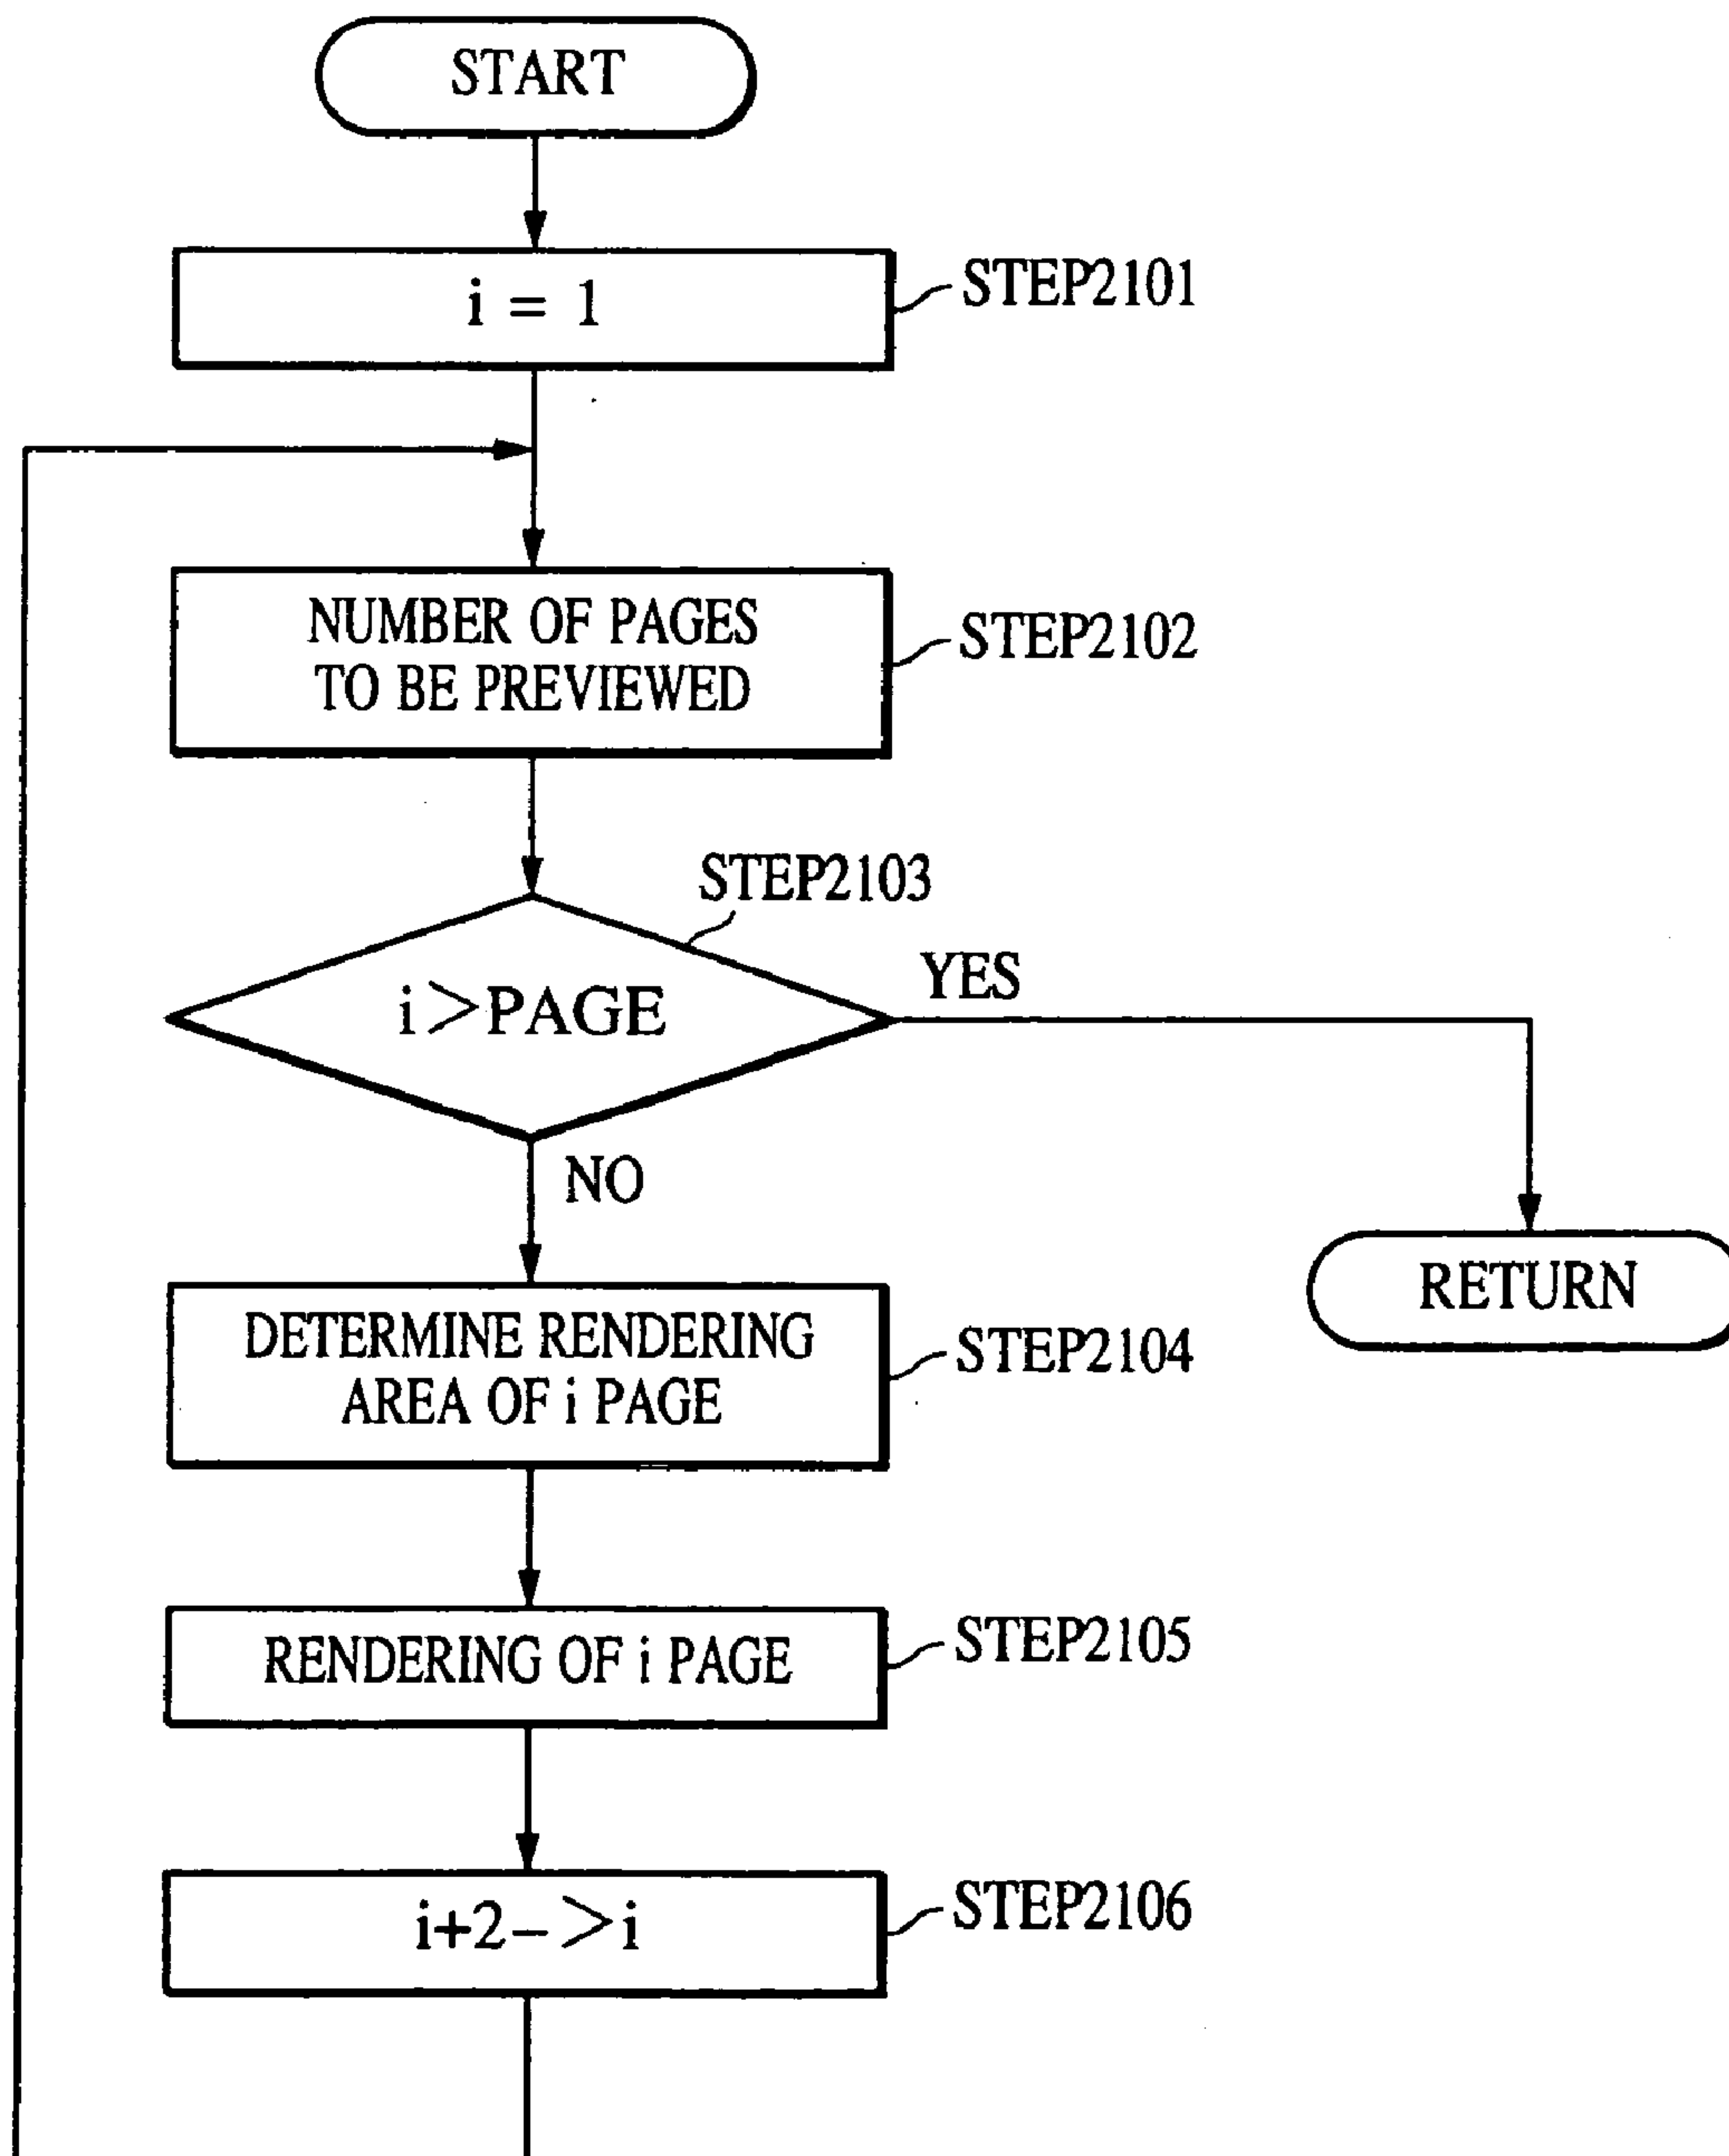 START
i = 1
STEP2101
NUMBER OF PAGES
TO BE PREVIEWED
STEP2102
STEP2103
i>PAGE
YES
NO
RETURN
DETERMINE RENDERING
AREA OF i PAGE
STEP2104
RENDERING OF i PAGE
STEP2105
i+2->i
STEP2106